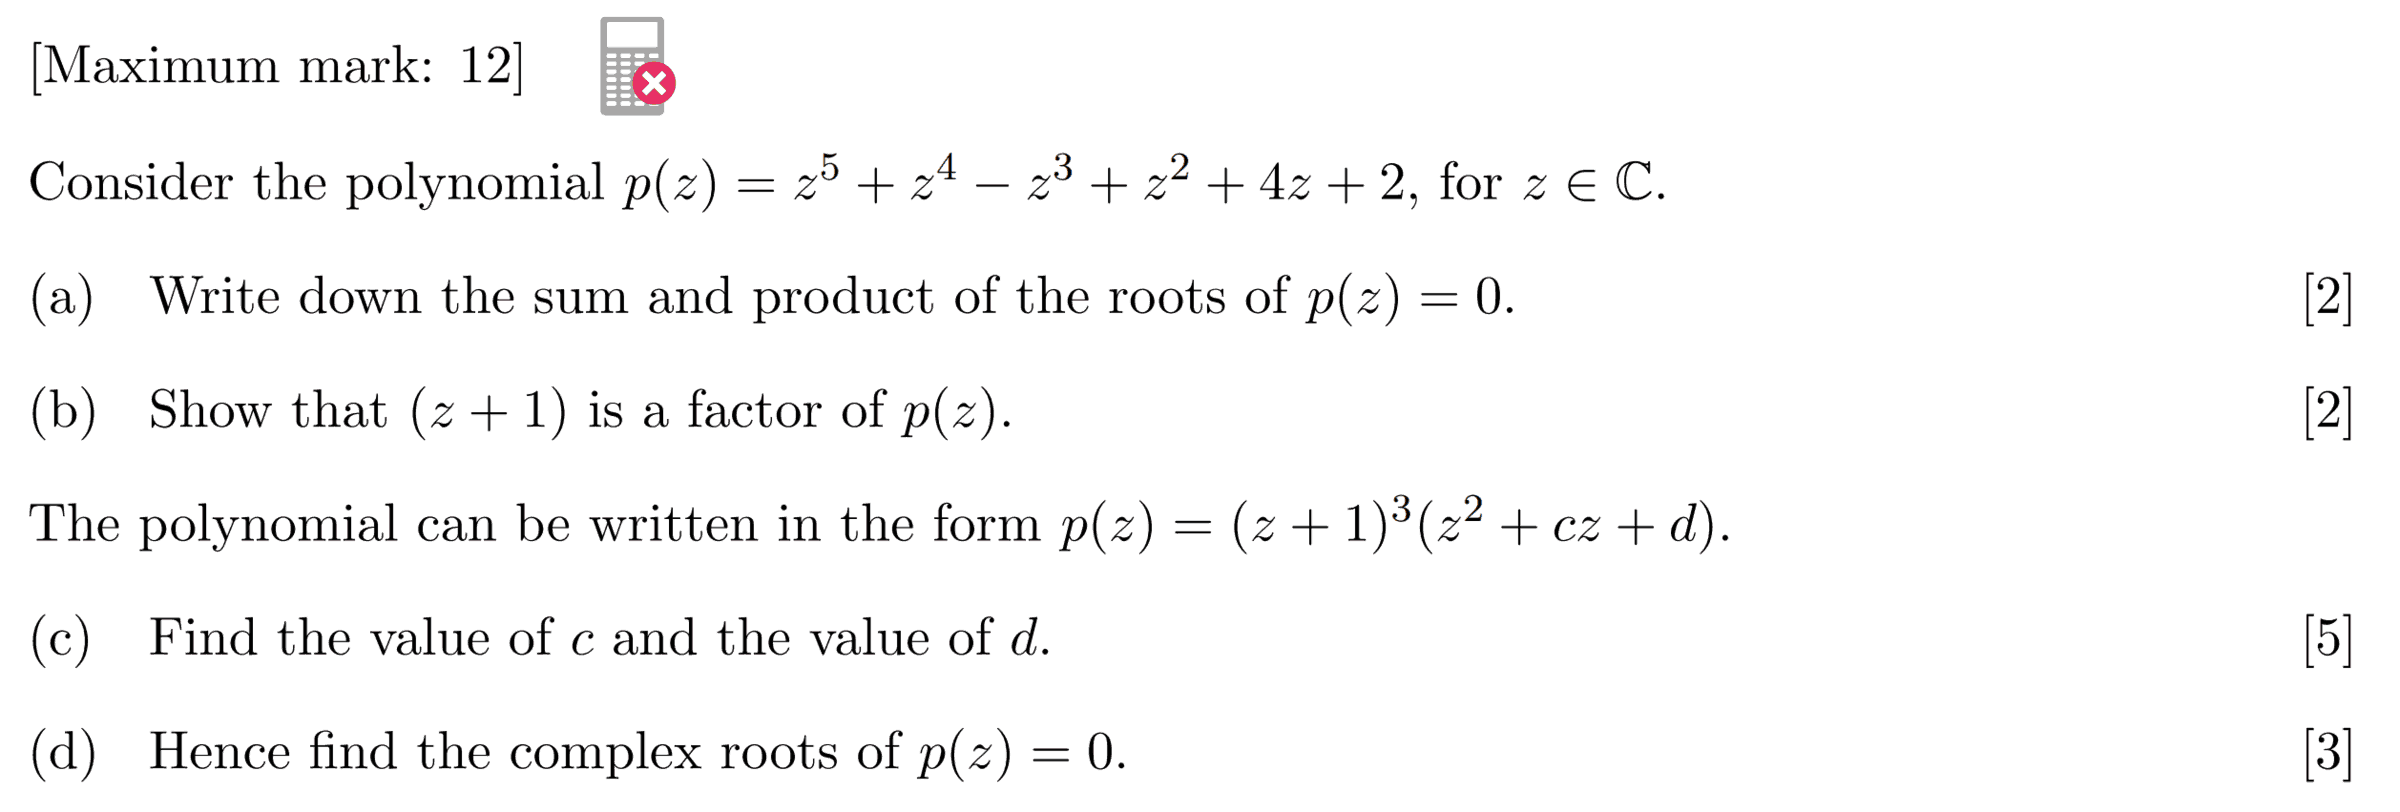 [Maximum mark: 12]
Consider the polynomial p(z) = z⁵ + z⁴ − z³ + z² + 4z + 2, for z ∈ ℂ.
(a) Write down the sum and product of the roots of p(z) = 0. [2]
(b) Show that (z + 1) is a factor of p(z). [2]
The polynomial can be written in the form p(z) = (z + 1)³(z² + cz + d).
(c) Find the value of c and the value of d. [5]
(d) Hence find the complex roots of p(z) = 0. [3]